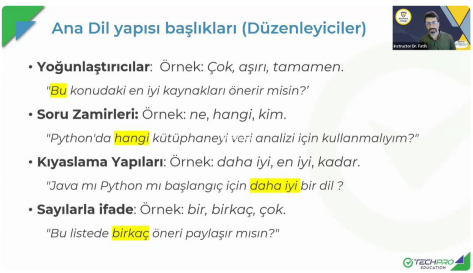 Ana Dil yapısı başlıkları (Düzenleyiciler)
• Yoğunlaştırıcılar: Örnek: Çok, aşırı, tamamen.
"Bu konudaki en iyi kaynakları önerir misin?'
• Soru Zamirleri: Örnek: ne, hangi, kim.
"Python'da hangi kütüphaneyi veri analizi için kullanmalıyım?"
• Kıyaslama Yapıları: Örnek: daha iyi, en iyi, kadar.
"Java mı Python mı başlangıç için daha iyi bir dil ?
• Sayılarla ifade: Örnek: bir, birkaç, çok.
"Bu listede birkaç öneri paylaşır mısın?"
Instructor Dr. Fatih
TECHPRO
EDUCATION